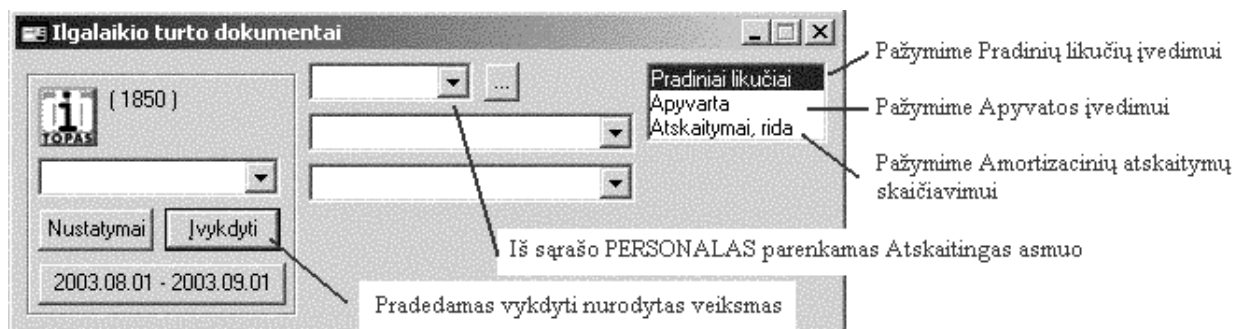 Ilgalaikio turto dokumentai
Pažymime Pradinių likučių įvedimui
( 1850 )
TOPAS
...
Pradiniai likučiai
Apyvarta
Atskaitymai, rida
Pažymime Apyvatos įvedimui
Pažymime Amortizacinių atskaitymų
skaičiavimui
Nustatymai
Įvykdyti
Iš sąrašo PERSONALAS parenkamas Atskaitingas asmuo
2003.08.01 - 2003.09.01
Pradedamas vykdyti nurodytas veiksmas